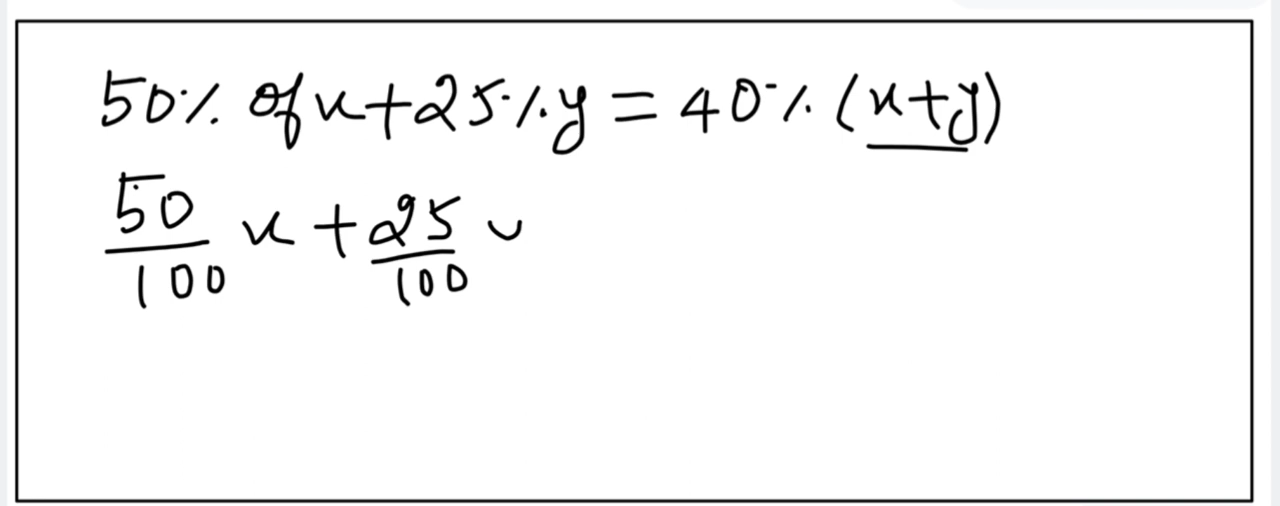 50% of x+25%y = 40% (x+y)
50/100 x + 25/100